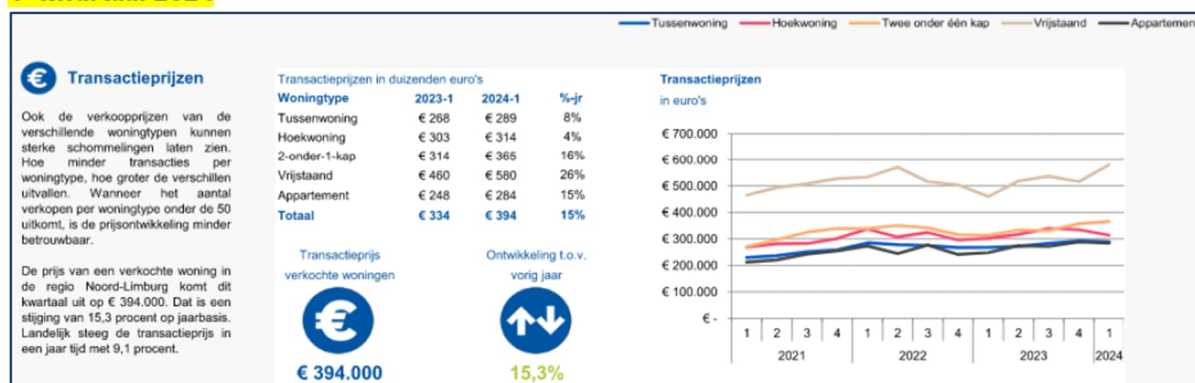 Tussenwoning Hoekwoning Twee onder één kap Vrijstaand Appartemen
Transactieprijzen
Ook de verkoopprijzen van de
verschillende woningtypen kunnen
sterke schommelingen laten zien.
Hoe minder transacties per
woningtype, hoe groter de verschillen
uitvallen. Wanneer het aantal
verkopen per woningtype onder de 50
uitkomt, is de prijsontwikkeling minder
betrouwbaar.
De prijs van een verkochte woning in
de regio Noord-Limburg komt dit
kwartaal uit op € 394.000. Dat is een
stijging van 15,3 procent op jaarbasis.
Landelijk steeg de transactieprijs in
een jaar tijd met 9,1 procent.
Transactieprijzen in duizenden euro's
Woningtype 2023-1 2024-1 %-jr
Tussenwoning € 268 € 289 8%
Hoekwoning € 303 € 314 4%
2-onder-1-kap € 314 € 365 16%
Vrijstaand € 460 € 580 26%
Appartement € 248 € 284 15%
Totaal € 334 € 394 15%
Transactieprijs
verkochte woningen
€
€ 394.000
Ontwikkeling t.o.v.
vorig jaar
15,3%
Transactieprijzen
in euro's
€ 700.000
€ 600.000
€ 500.000
€ 400.000
€ 300.000
€ 200.000
€ 100.000
€ -
1 2 3 4 1 2 3 4 1 2 3 4 1
2021 2022 2023 2024